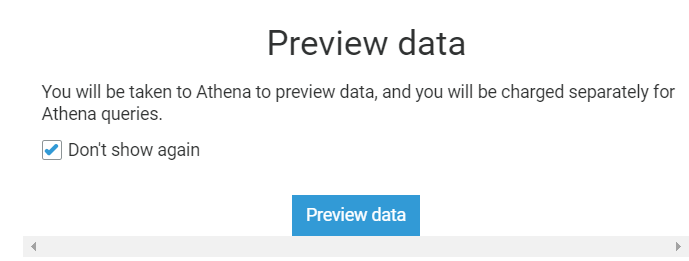 Preview data
You will be taken to Athena to preview data, and you will be charged separately for
Athena queries.
Don't show again
Preview data